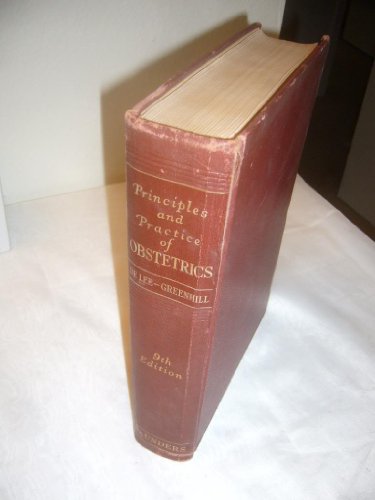 Principles
and
Practice
of
OBSTETRICS
DE LEE—GREENHILL
9th
Edition
SAUNDERS